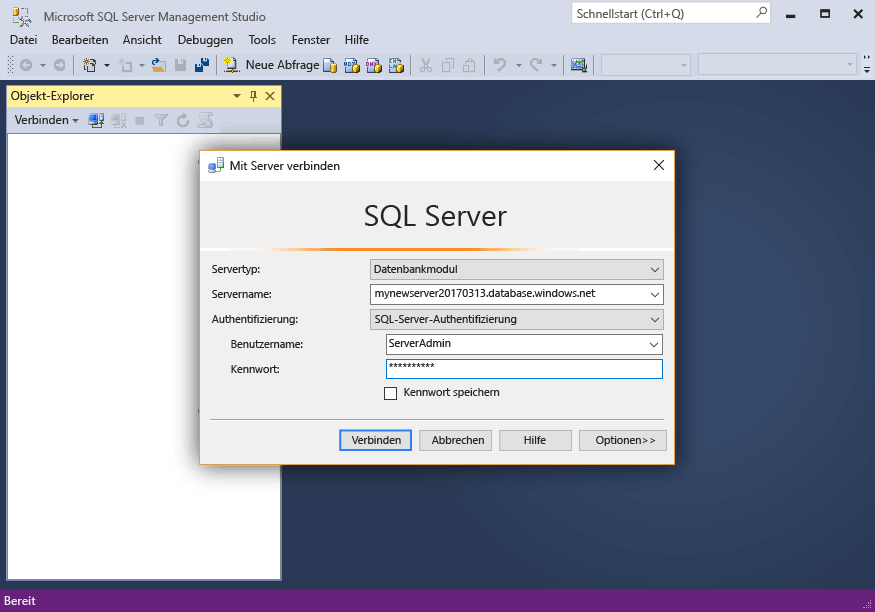 Microsoft SQL Server Management Studio
Schnellstart (Ctrl+Q)
Datei Bearbeiten Ansicht Debuggen Tools Fenster Hilfe
Neue Abfrage
Objekt-Explorer
Verbinden
Mit Server verbinden
SQL Server
Servertyp: Datenbankmodul
Servername: mynewserver20170313.database.windows.net
Authentifizierung: SQL-Server-Authentifizierung
Benutzername: ServerAdmin
Kennwort: **********
Kennwort speichern
Verbinden Abbrechen Hilfe Optionen>>
Bereit